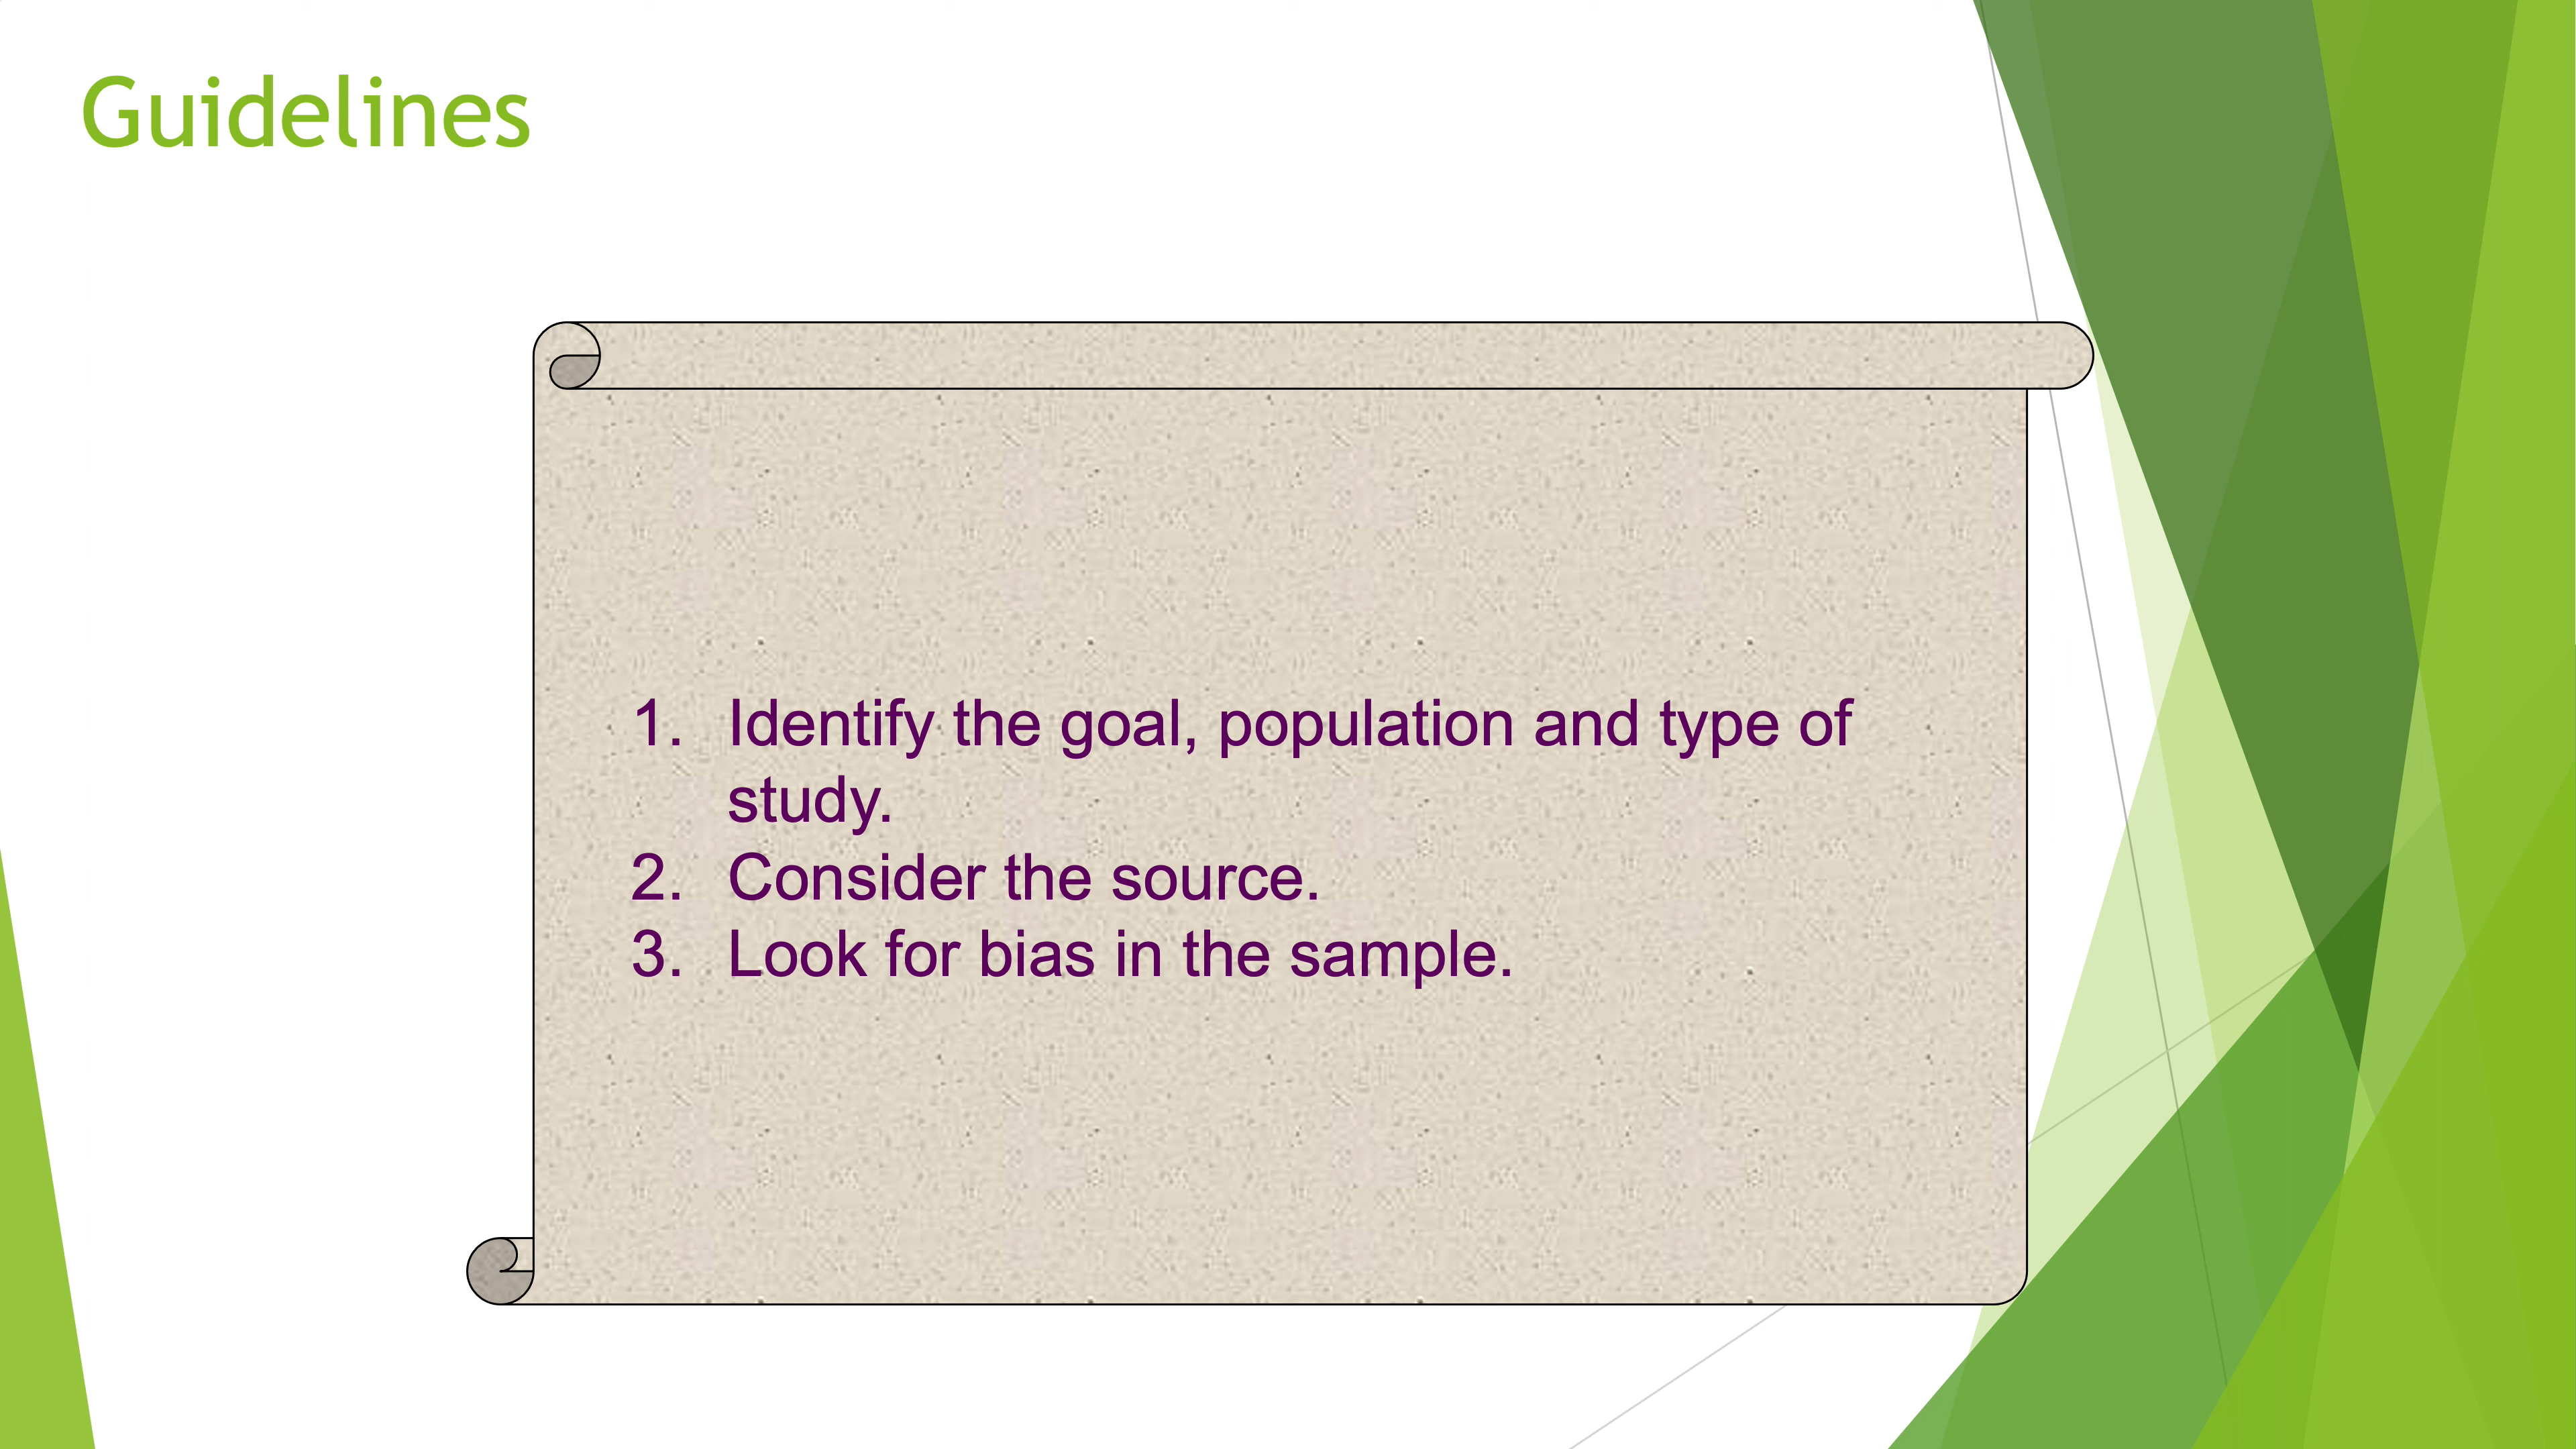 Guidelines
1. Identify the goal, population and type of
study.
2. Consider the source.
3. Look for bias in the sample.